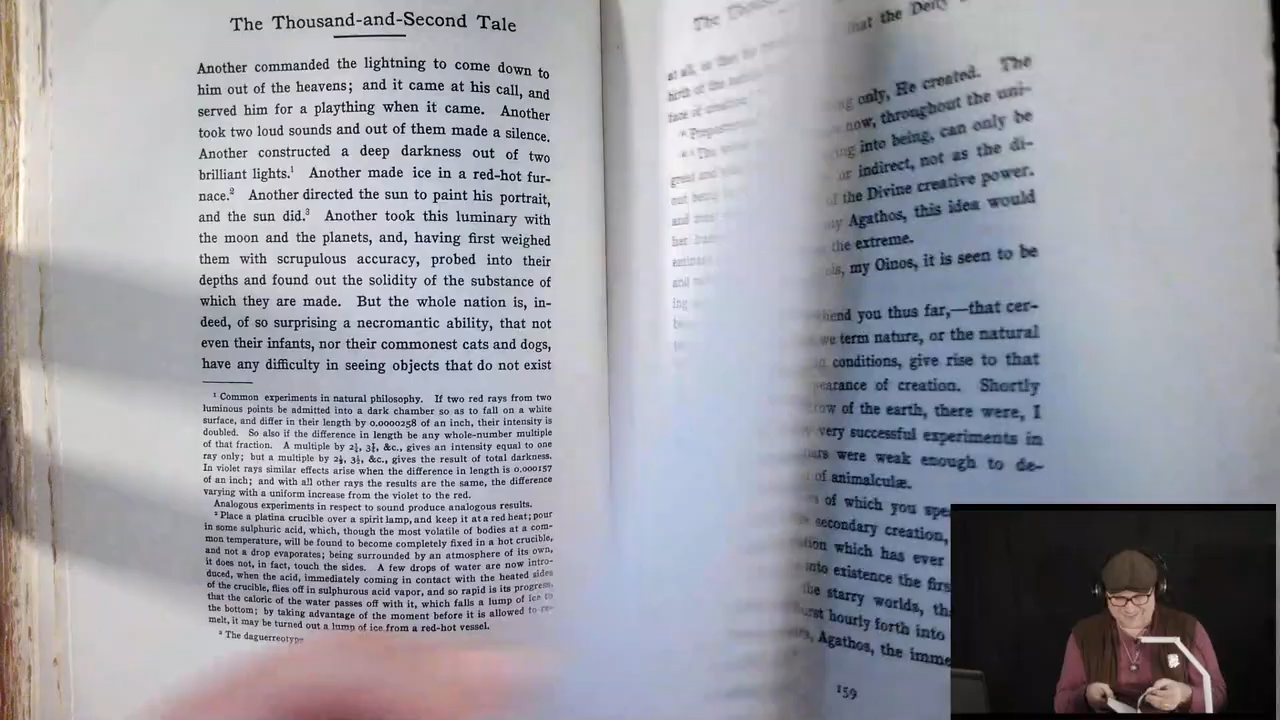 The Thousand-and-Second Tale
Another commanded the lightning to come down to
him out of the heavens; and it came at his call, and
served him for a plaything when it came. Another
took two loud sounds and out of them made a silence.
Another constructed a deep darkness out of two
brilliant lights.¹ Another made ice in a red-hot fur-
nace.² Another directed the sun to paint his portrait,
and the sun did.³ Another took this luminary with
the moon and the planets, and, having first weighed
them with scrupulous accuracy, probed into their
depths and found out the solidity of the substance of
which they are made. But the whole nation is, in-
deed, of so surprising a necromantic ability, that not
even their infants, nor their commonest cats and dogs,
have any difficulty in seeing objects that do not exist
¹ Common experiments in natural philosophy. If two red rays from two
luminous points be admitted into a dark chamber so as to fall on a white
surface, and differ in their length by 0.0000258 of an inch, their intensity is
doubled. So also if the difference in length be any whole-number multiple
of that fraction. A multiple by &c., gives an intensity equal to one
ray only; but a multiple by &c., gives the result of total darkness.
In violet rays similar effects arise when the difference in length is 0.000157
of an inch; and with all other rays the results are the same, the difference
varying with a uniform increase from the violet to the red.
Analogous experiments in respect to sound produce analogous results.
² Place a platina crucible over a spirit lamp, and keep it at a red heat; pour
in some sulphuric acid, which, though the most volatile of bodies at a com-
mon temperature, will be found to become completely fixed in a hot crucible,
and not a drop evaporates; being surrounded by an atmosphere of its own,
it does not, in fact, touch the sides. A few drops of water are now intro-
duced, when the acid, immediately coming in contact with the heated sides
of the crucible, flies off in sulphurous acid vapor, and so rapid is its progress,
that the caloric of the water passes off with it, which falls a lump of ice to
the bottom; by taking advantage of the moment before it is allowed to re-
melt, it may be turned out a lump of ice from a red-hot vessel.
³ The daguerreotype
The
that the
only, He created. The
now, throughout the uni-
into being, can only be
or indirect, not as the di-
the Divine creative power.
Agathos, this idea would
the extreme.
my Oinos, it is seen to be
you thus far,—that cer-
we term nature, or the natural
conditions, give rise to that
of creation. Shortly
of the earth, there were, I
very successful experiments in
were weak enough to de-
of animalculæ.
of which you
secondary creation,
which has ever
into existence the
the starry worlds,
hourly forth into
Agathos, the
159